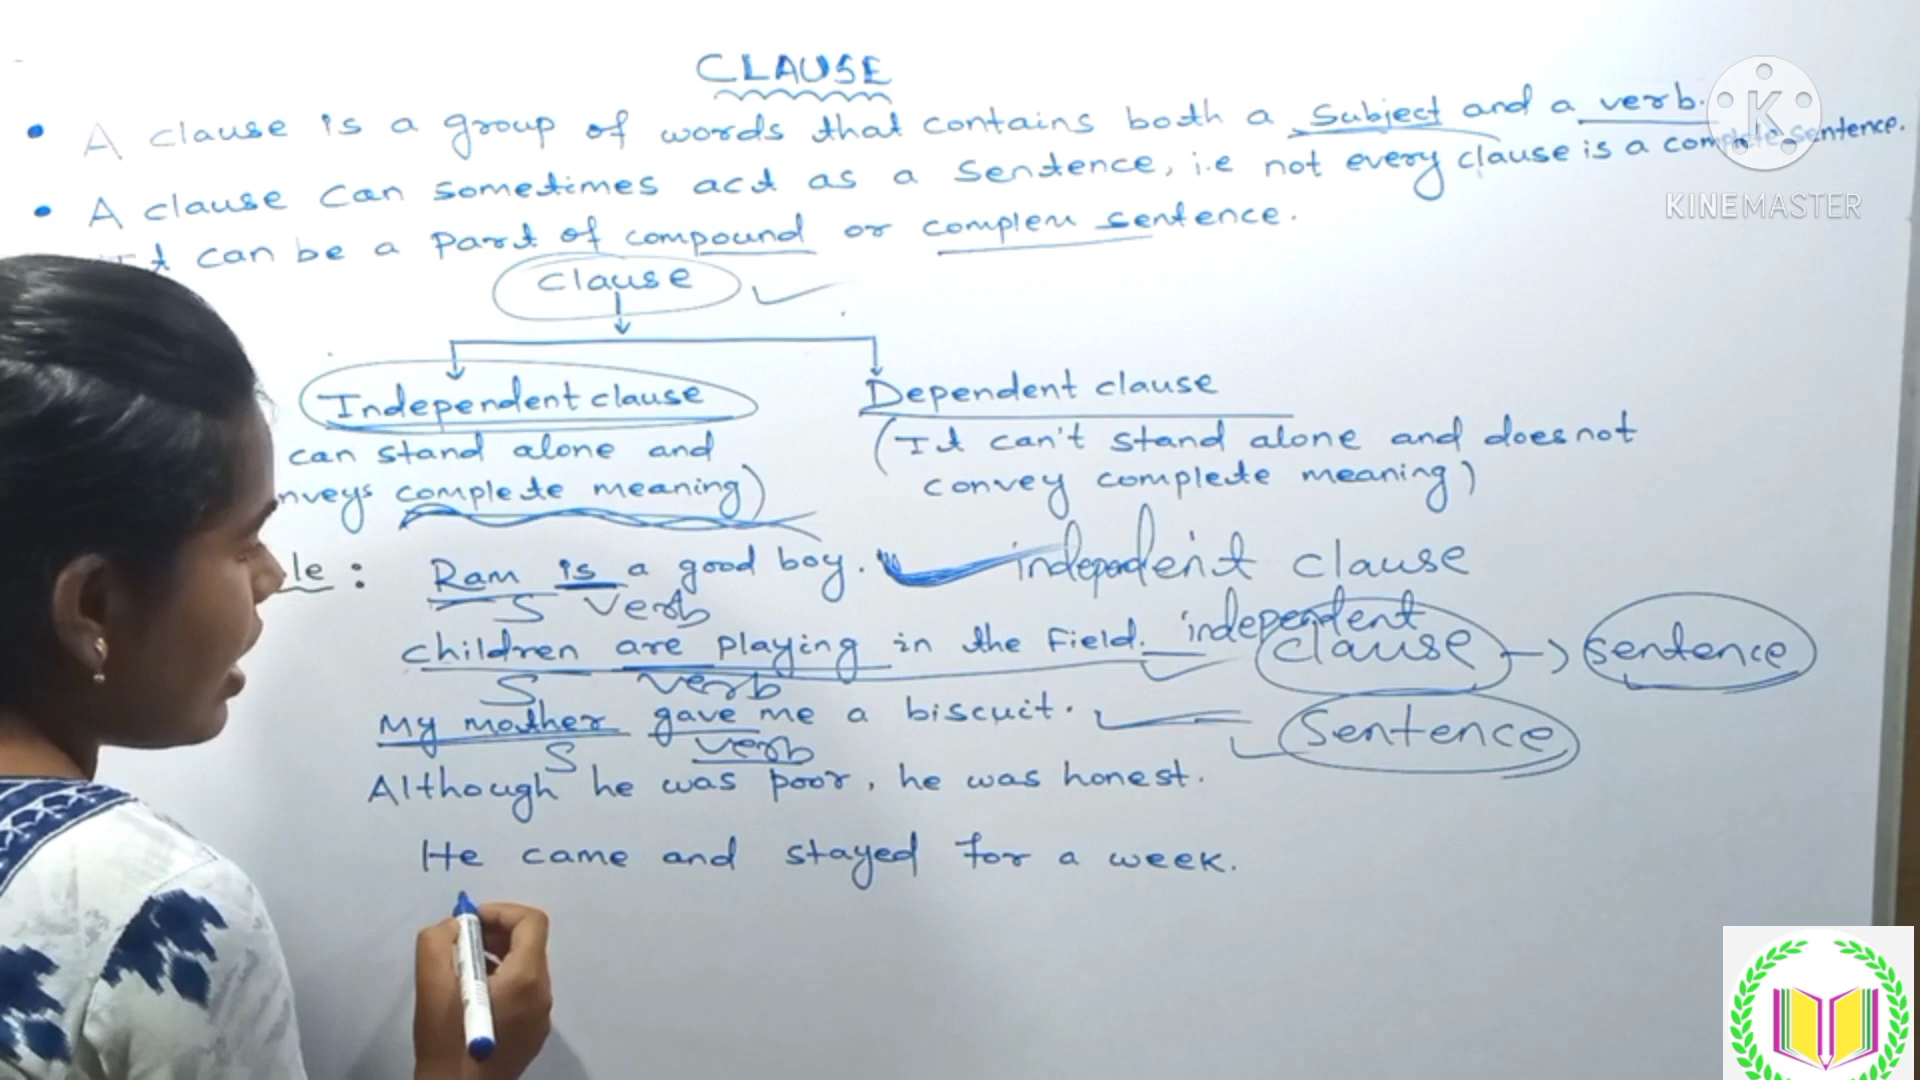 CLAUSE
• A clause is a group of words that contains both a Subject and a verb.
• A clause can sometimes act as a sentence, i.e not every clause is a complete sentence.
It can be a part of compound or complem sentence.
clause
Independent clause
Dependent clause
can stand alone and
complete meaning)
(It can't stand alone and does not
convey complete meaning)
: Ram is a good boy. independent clause
S verb
children are playing in the Field. independent
clause → sentence
S verb
My mother gave me a biscuit. Sentence
S verb
Although he was poor, he was honest.
He came and stayed for a week.
K
KINEMASTER